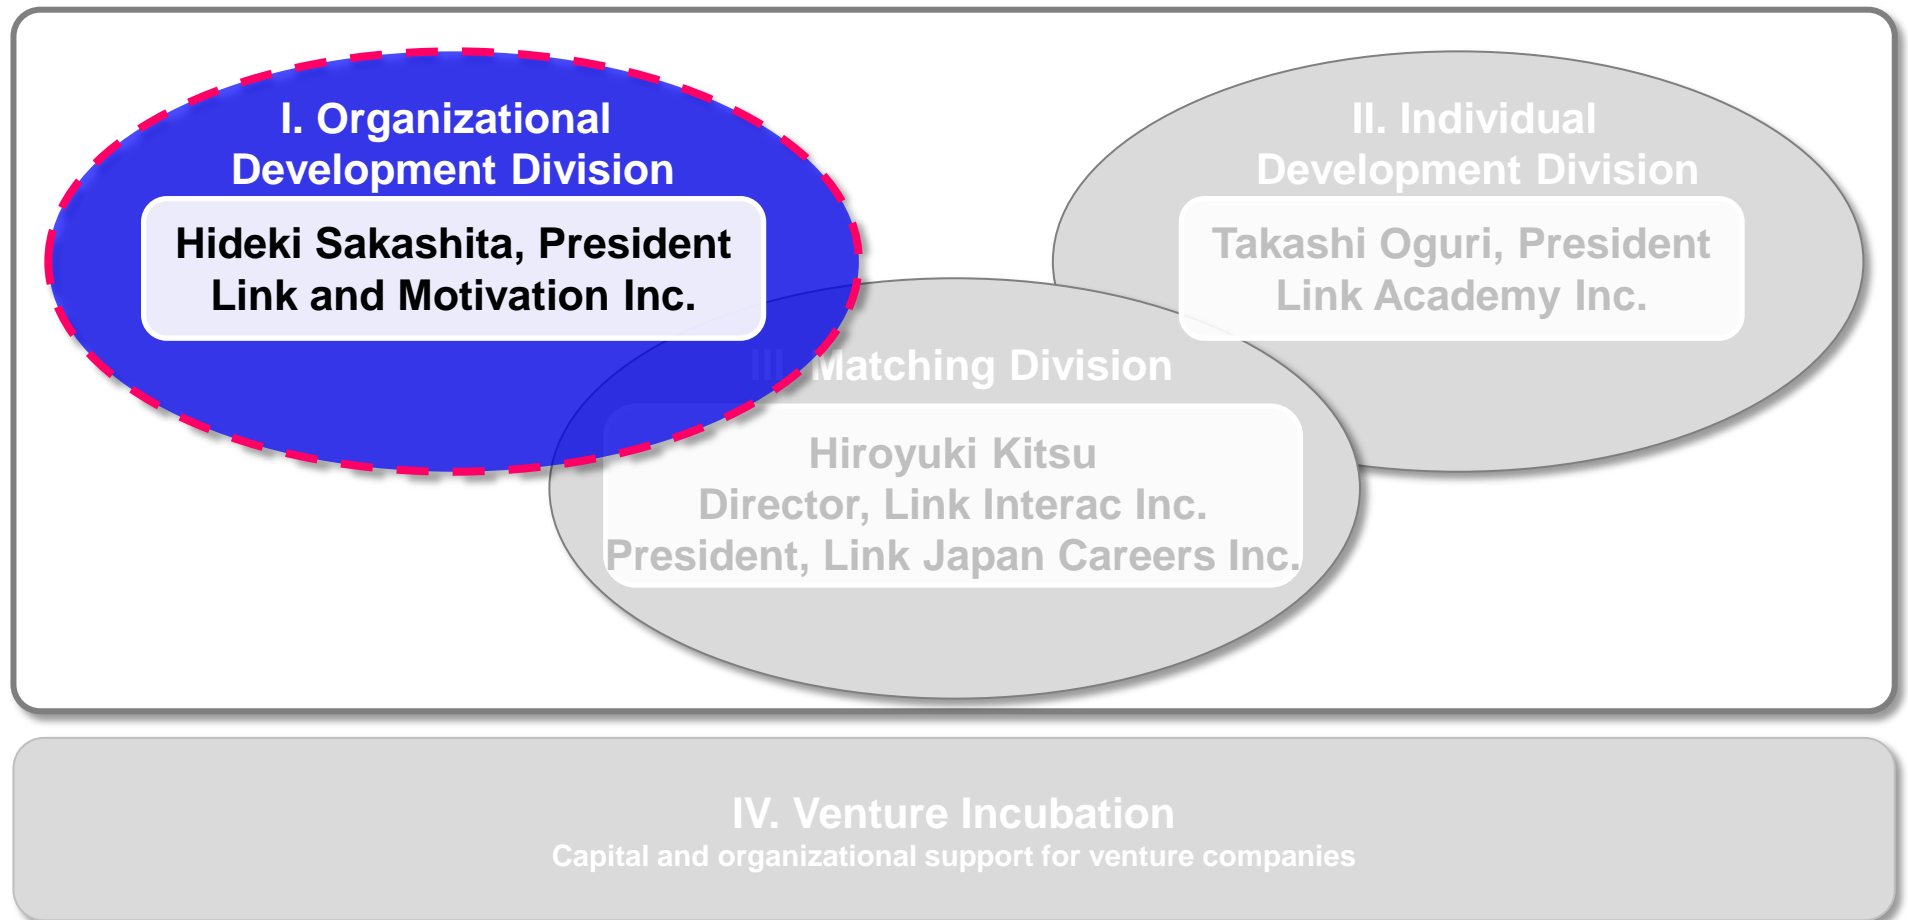 I. Organizational
Development Division
Hideki Sakashita, President
Link and Motivation Inc.
II. Individual
Development Division
Takashi Oguri, President
Link Academy Inc.
III. Matching Division
Hiroyuki Kitsu
Director, Link Interac Inc.
President, Link Japan Careers Inc.
IV. Venture Incubation
Capital and organizational support for venture companies